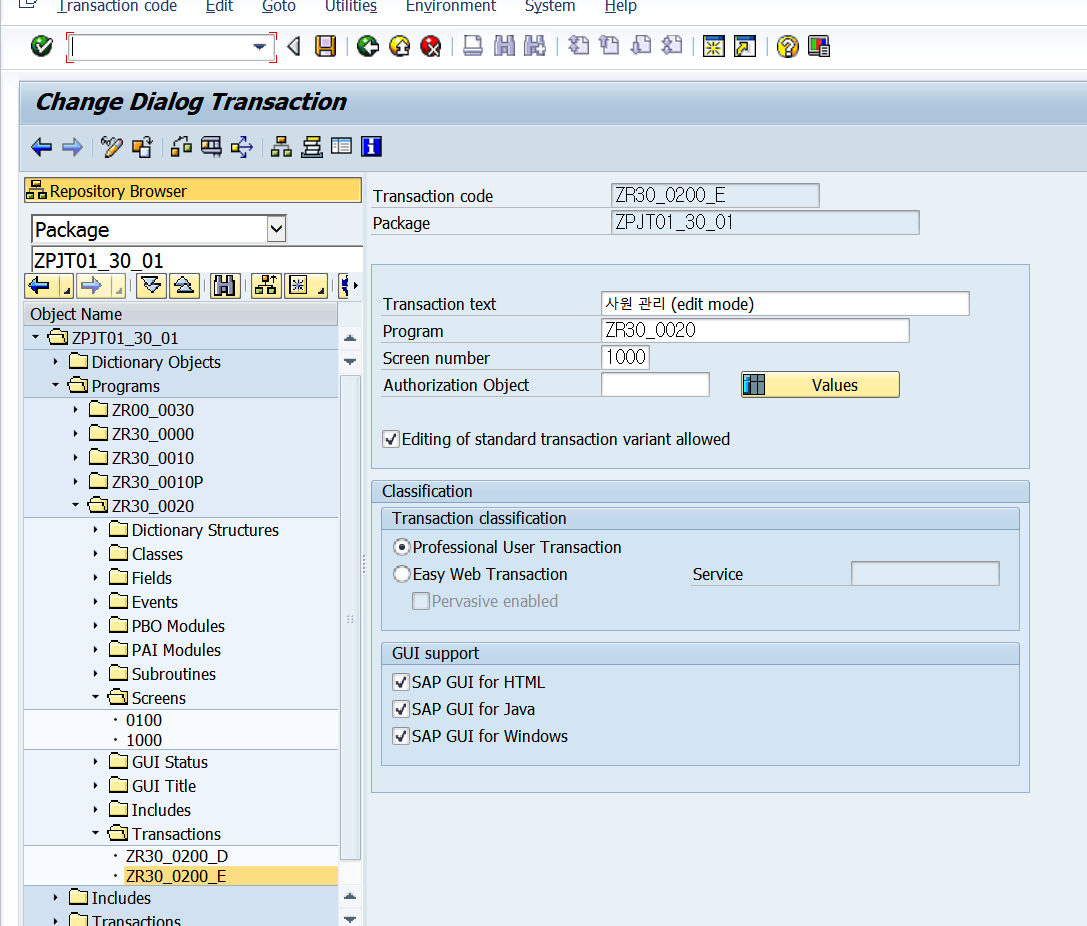 Transaction code Edit Goto Utilities Environment System Help
Change Dialog Transaction
Repository Browser
Package
ZPJT01_30_01
Object Name
ZPJT01_30_01
Dictionary Objects
Programs
ZR00_0030
ZR30_0000
ZR30_0010
ZR30_0010P
ZR30_0020
Dictionary Structures
Classes
Fields
Events
PBO Modules
PAI Modules
Subroutines
Screens
0100
1000
GUI Status
GUI Title
Includes
Transactions
ZR30_0200_D
ZR30_0200_E
Includes
Transactions
Transaction code ZR30_0200_E
Package ZPJT01_30_01
Transaction text 사원 관리 (edit mode)
Program ZR30_0020
Screen number 1000
Authorization Object Values
Editing of standard transaction variant allowed
Classification
Transaction classification
Professional User Transaction
Easy Web Transaction Service
Pervasive enabled
GUI support
SAP GUI for HTML
SAP GUI for Java
SAP GUI for Windows